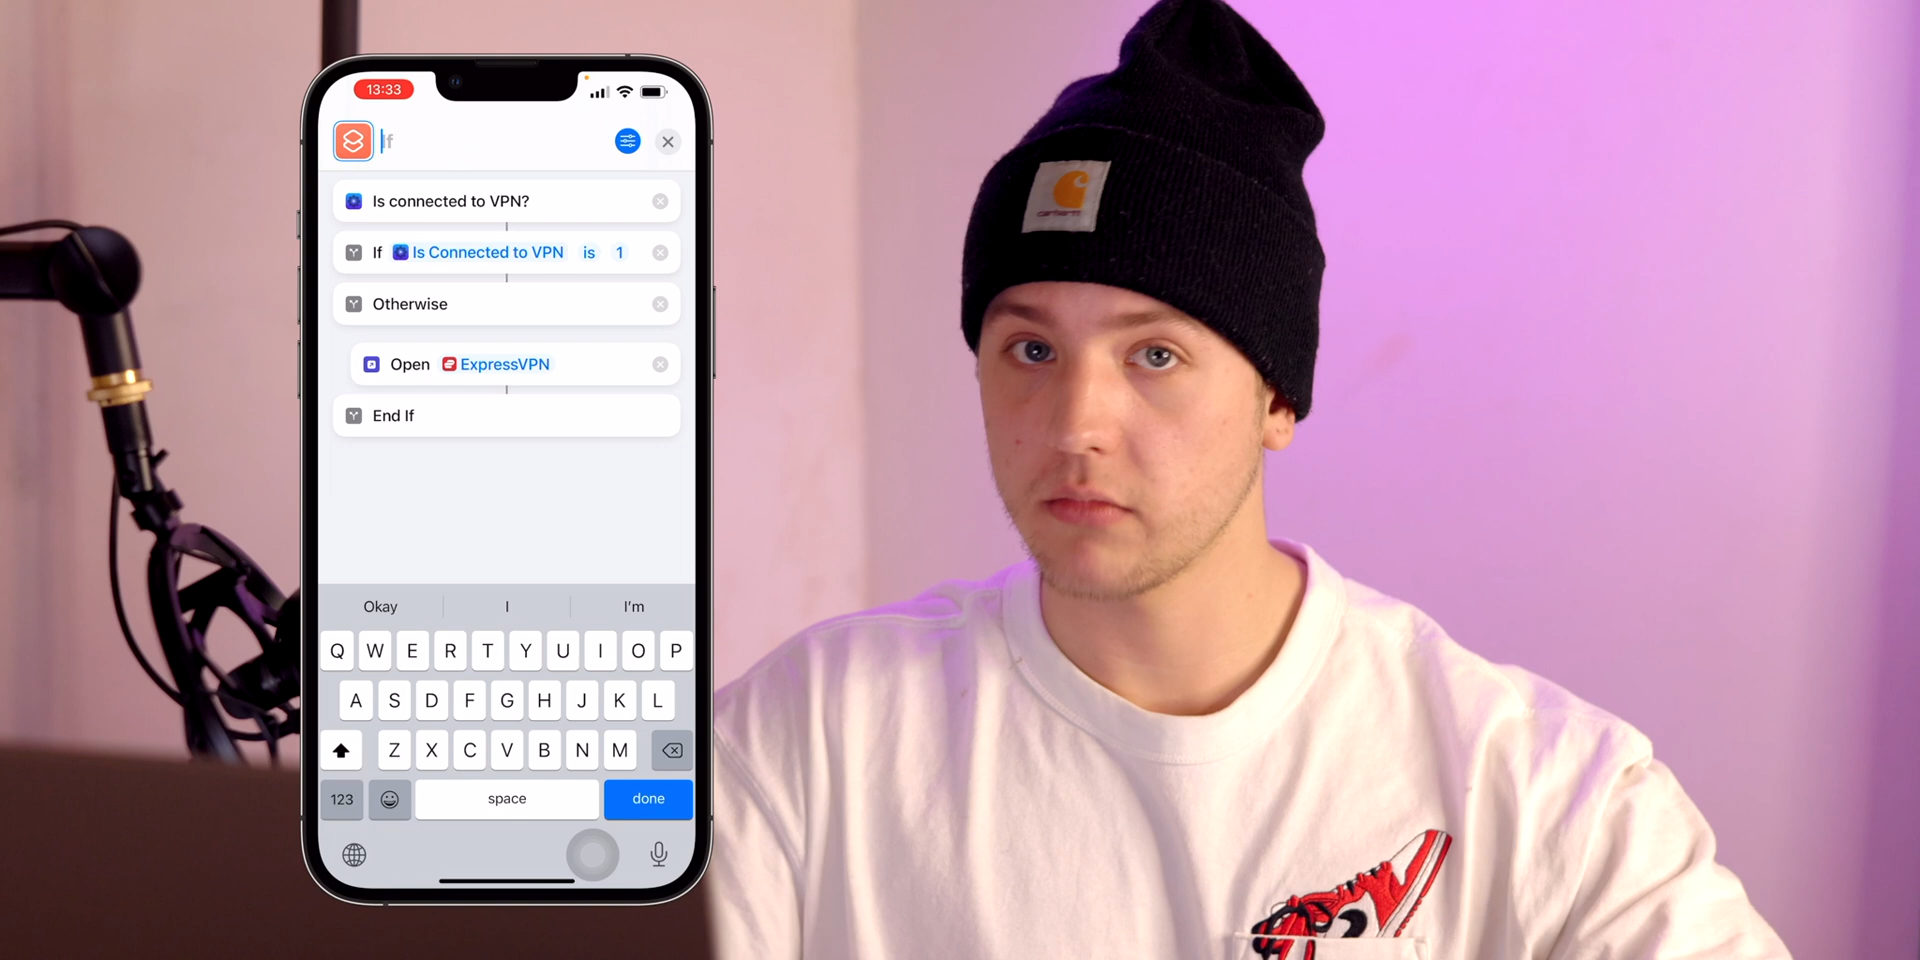 13:33
If
Is connected to VPN?
If Is Connected to VPN is 1
Otherwise
Open ExpressVPN
End If
Okay I I'm
Q W E R T Y U I O P
A S D F G H J K L
Z X C V B N M
123 space done
carhartt